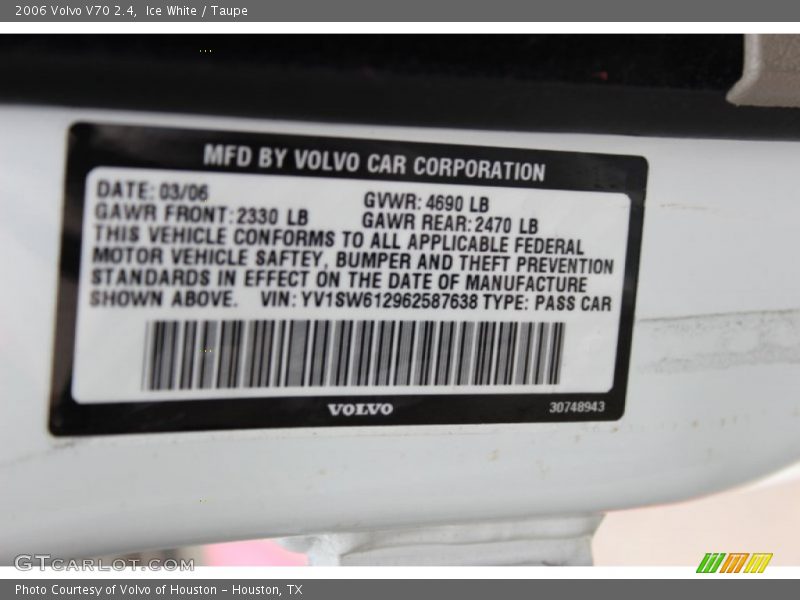 2006 Volvo V70 2.4, Ice White / Taupe
MFD BY VOLVO CAR CORPORATION
DATE: 03/06 GVWR: 4690 LB
GAWR FRONT: 2330 LB GAWR REAR: 2470 LB
THIS VEHICLE CONFORMS TO ALL APPLICABLE FEDERAL
MOTOR VEHICLE SAFTEY, BUMPER AND THEFT PREVENTION
STANDARDS IN EFFECT ON THE DATE OF MANUFACTURE
SHOWN ABOVE. VIN: YV1SW612962587638 TYPE: PASS CAR
VOLVO
30748943
GTCARLOT.COM
Photo Courtesy of Volvo of Houston - Houston, TX